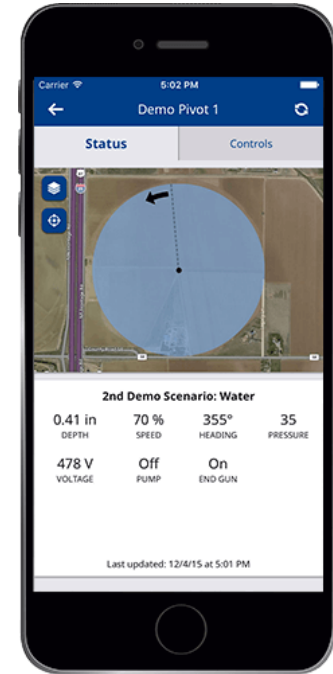 Carrier 5:02 PM
Demo Pivot 1
Status Controls
2nd Demo Scenario: Water
0.41 in 70 % 355° 35
DEPTH SPEED HEADING PRESSURE
478 V Off On
VOLTAGE PUMP END GUN
Last updated: 12/4/15 at 5:01 PM